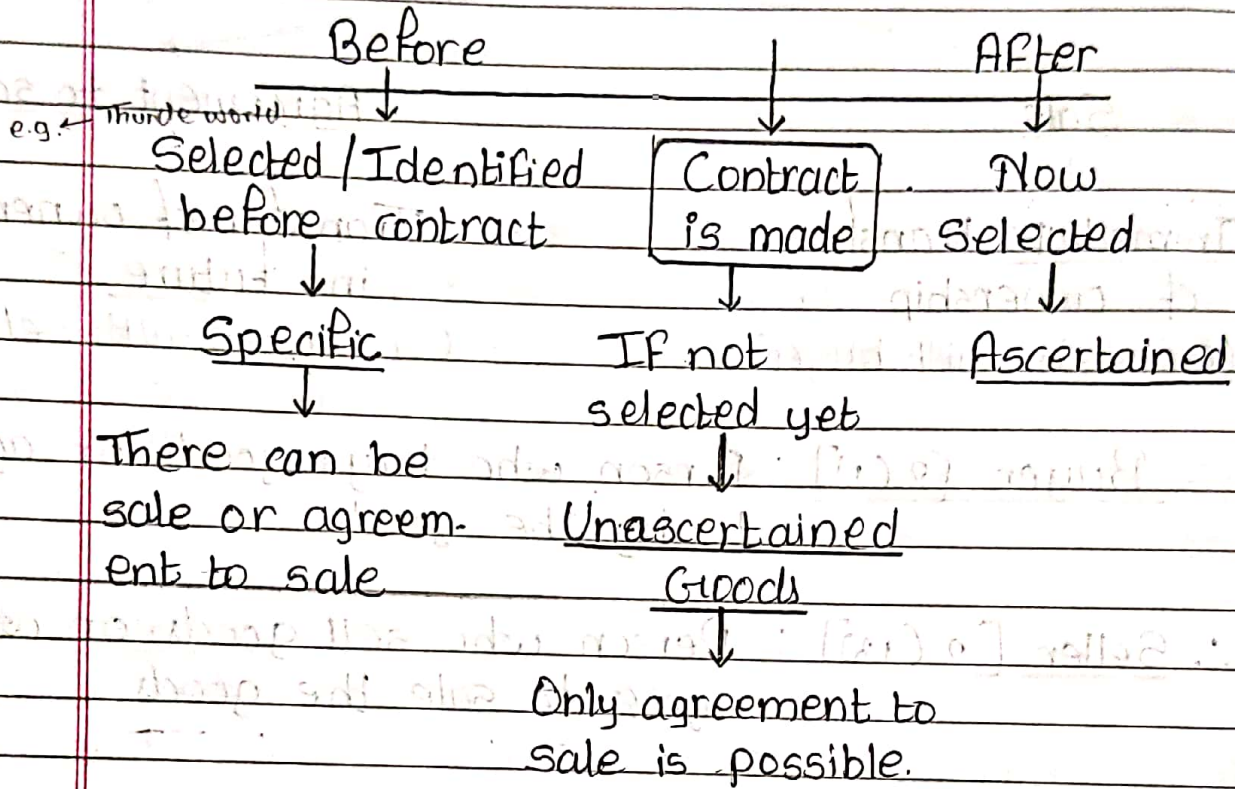 Before
After
e.g.
world
Selected / Identified
before contract
Contract
is made
Now
selected
Specific
If not
selected yet
Ascertained
There can be
sale or agreem-
ent to sale
Unascertained
Goods
Only agreement to
sale is possible.